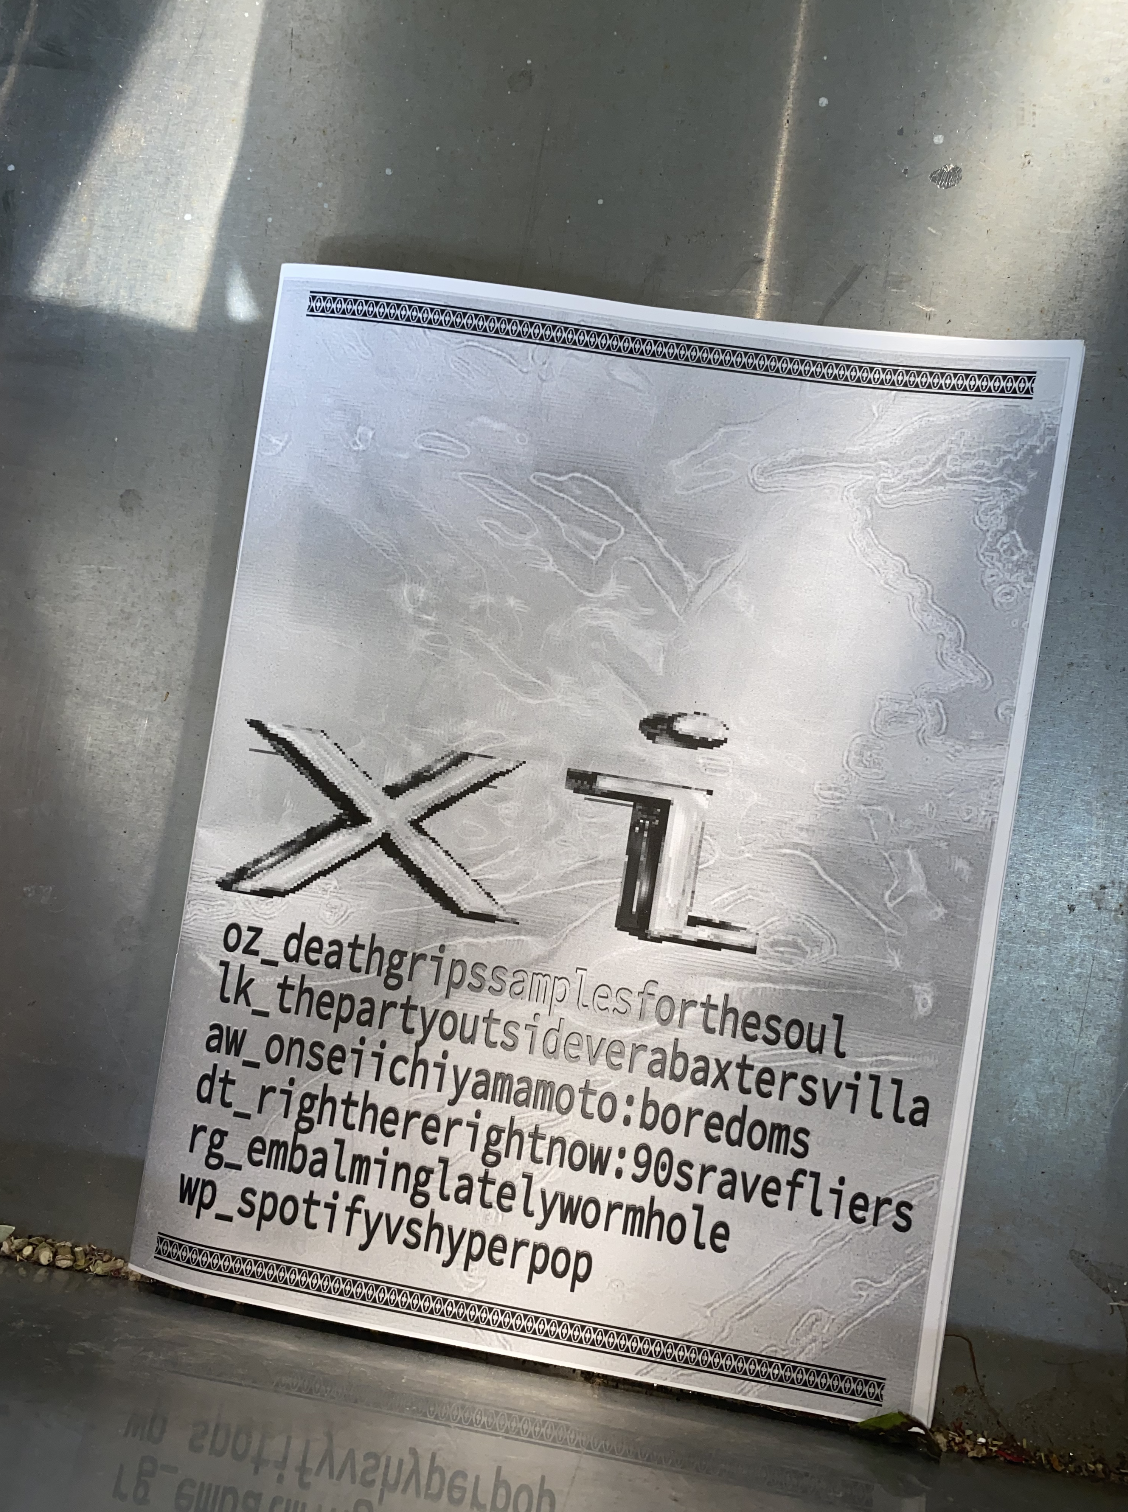 xi
oz_deathgripssamplesforthesoul
lk_thepartyoutsideverabaxtersvilla
aw_onseiichiyamamoto:boredoms
dt_righthererightnow:90sravefliers
rg_embalminglatelywormhole
wp_spotifyvshyperpop